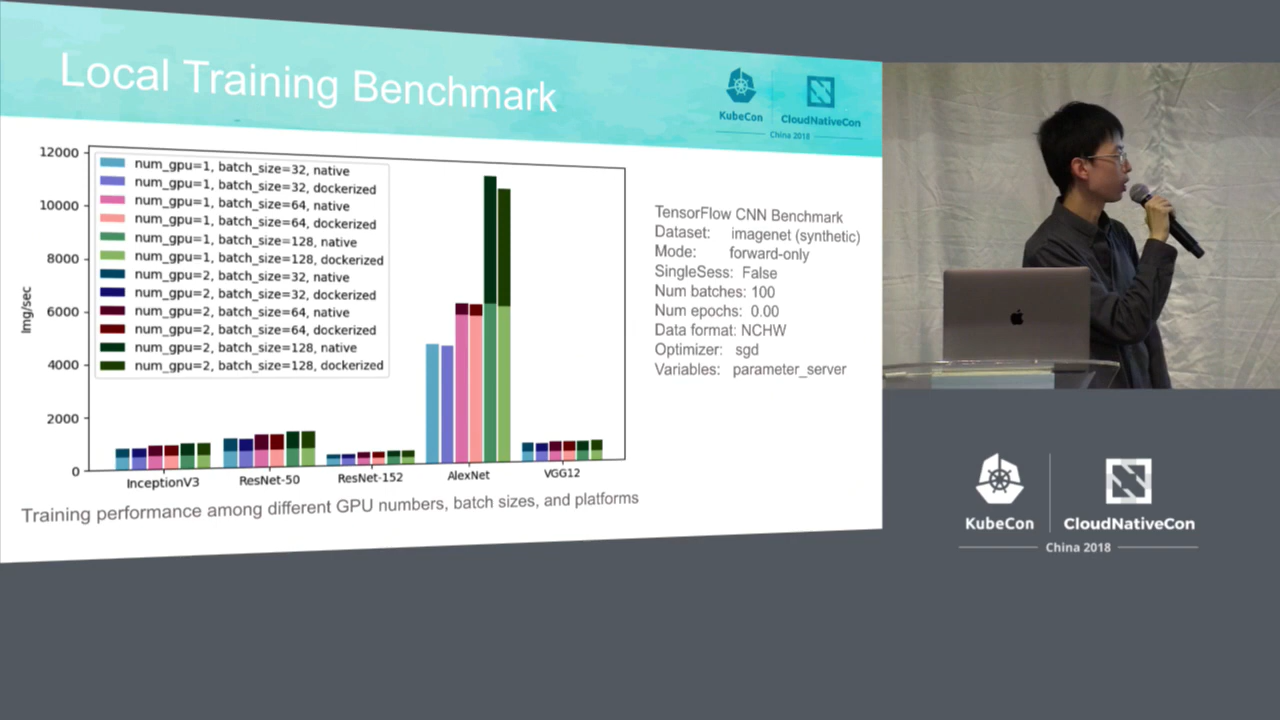 Local Training Benchmark
KubeCon
CloudNativeCon
China 2018
12000
10000
8000
6000
4000
2000
0
Img/sec
num_gpu=1, batch_size=32, native
num_gpu=1, batch_size=32, dockerized
num_gpu=1, batch_size=64, native
num_gpu=1, batch_size=64, dockerized
num_gpu=1, batch_size=128, native
num_gpu=1, batch_size=128, dockerized
num_gpu=2, batch_size=32, native
num_gpu=2, batch_size=32, dockerized
num_gpu=2, batch_size=64, native
num_gpu=2, batch_size=64, dockerized
num_gpu=2, batch_size=128, native
num_gpu=2, batch_size=128, dockerized
InceptionV3
ResNet-50
ResNet-152
AlexNet
VGG12
Training performance among different GPU numbers, batch sizes, and platforms
TensorFlow CNN Benchmark
Dataset: imagenet (synthetic)
Mode: forward-only
SingleSess: False
Num batches: 100
Num epochs: 0.00
Data format: NCHW
Optimizer: sgd
Variables: parameter_server
KubeCon
CloudNativeCon
China 2018